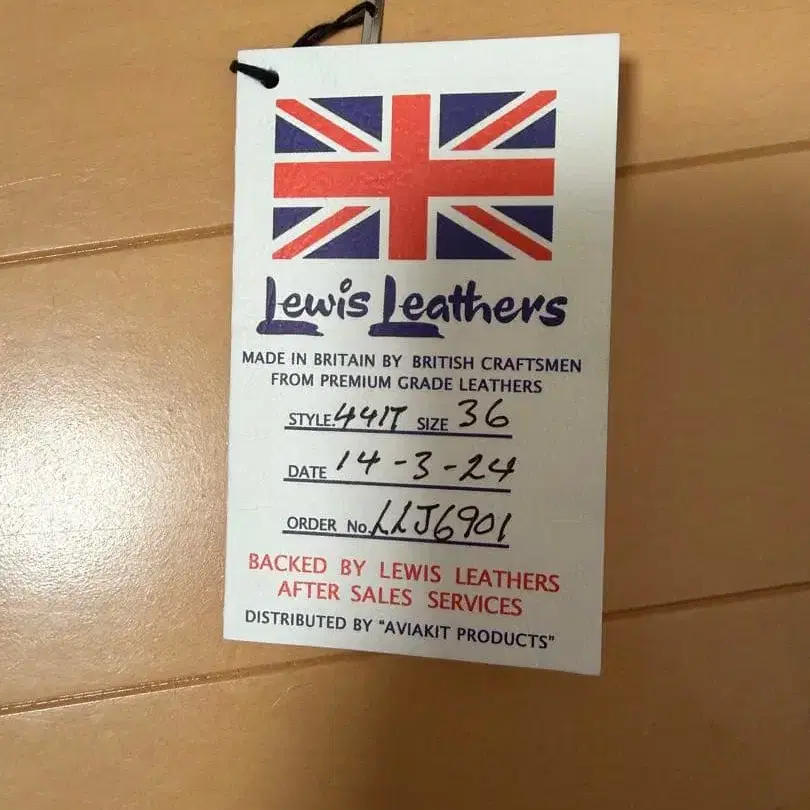 Lewis Leathers
MADE IN BRITAIN BY BRITISH CRAFTSMEN
FROM PREMIUM GRADE LEATHERS
STYLE. 441T SIZE 36
DATE 14-3-24
ORDER No. LLJ6901
BACKED BY LEWIS LEATHERS
AFTER SALES SERVICES
DISTRIBUTED BY "AVIAKIT PRODUCTS"